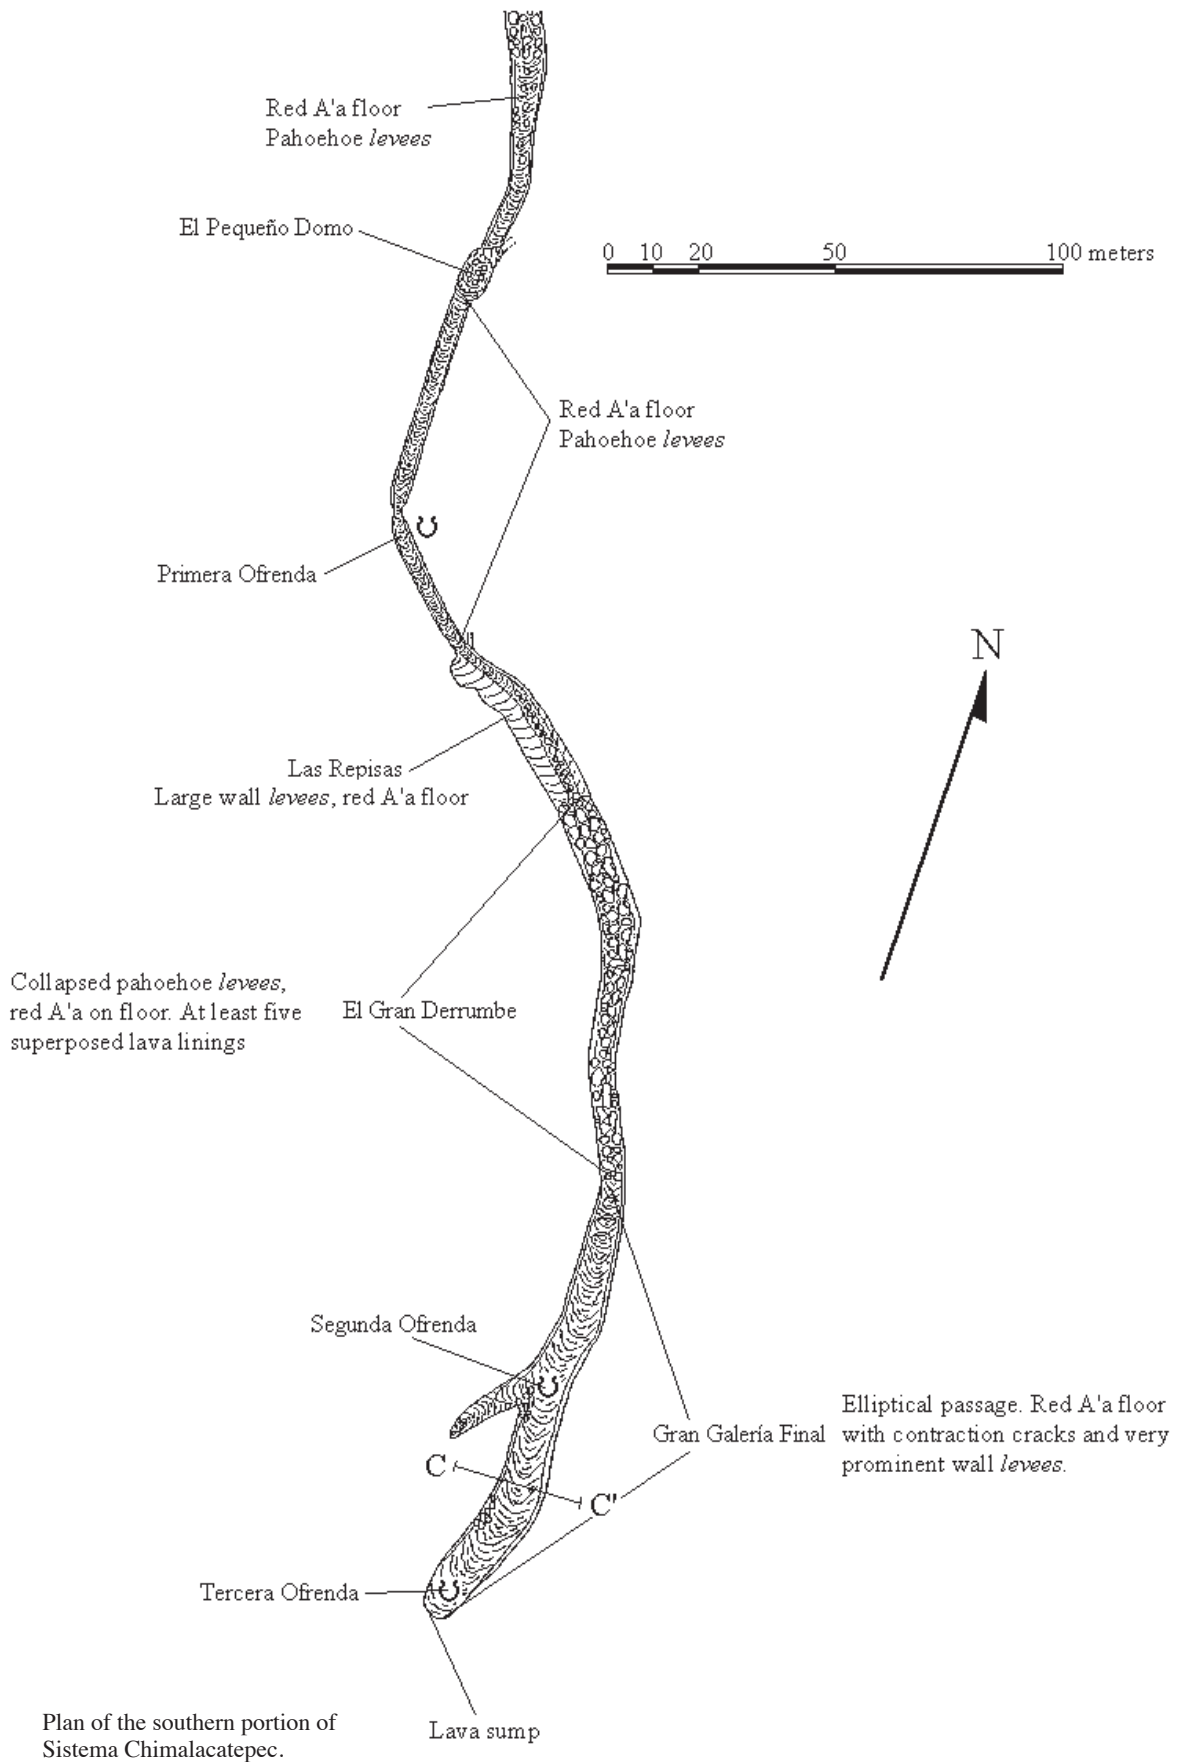 Red A'a floor
Pahoehoe levees
El Pequeño Domo
0 10 20 50 100 meters
Red A'a floor
Pahoehoe levees
Primera Ofrenda
N
Las Repisas
Large wall levees, red A'a floor
Collapsed pahoehoe levees,
red A'a on floor. At least five
superposed lava linings
El Gran Derrumbe
Segunda Ofrenda
Gran Galería Final
Elliptical passage. Red A'a floor
with contraction cracks and very
prominent wall levees.
C
C'
Tercera Ofrenda
Lava sump
Plan of the southern portion of
Sistema Chimalacatepec.